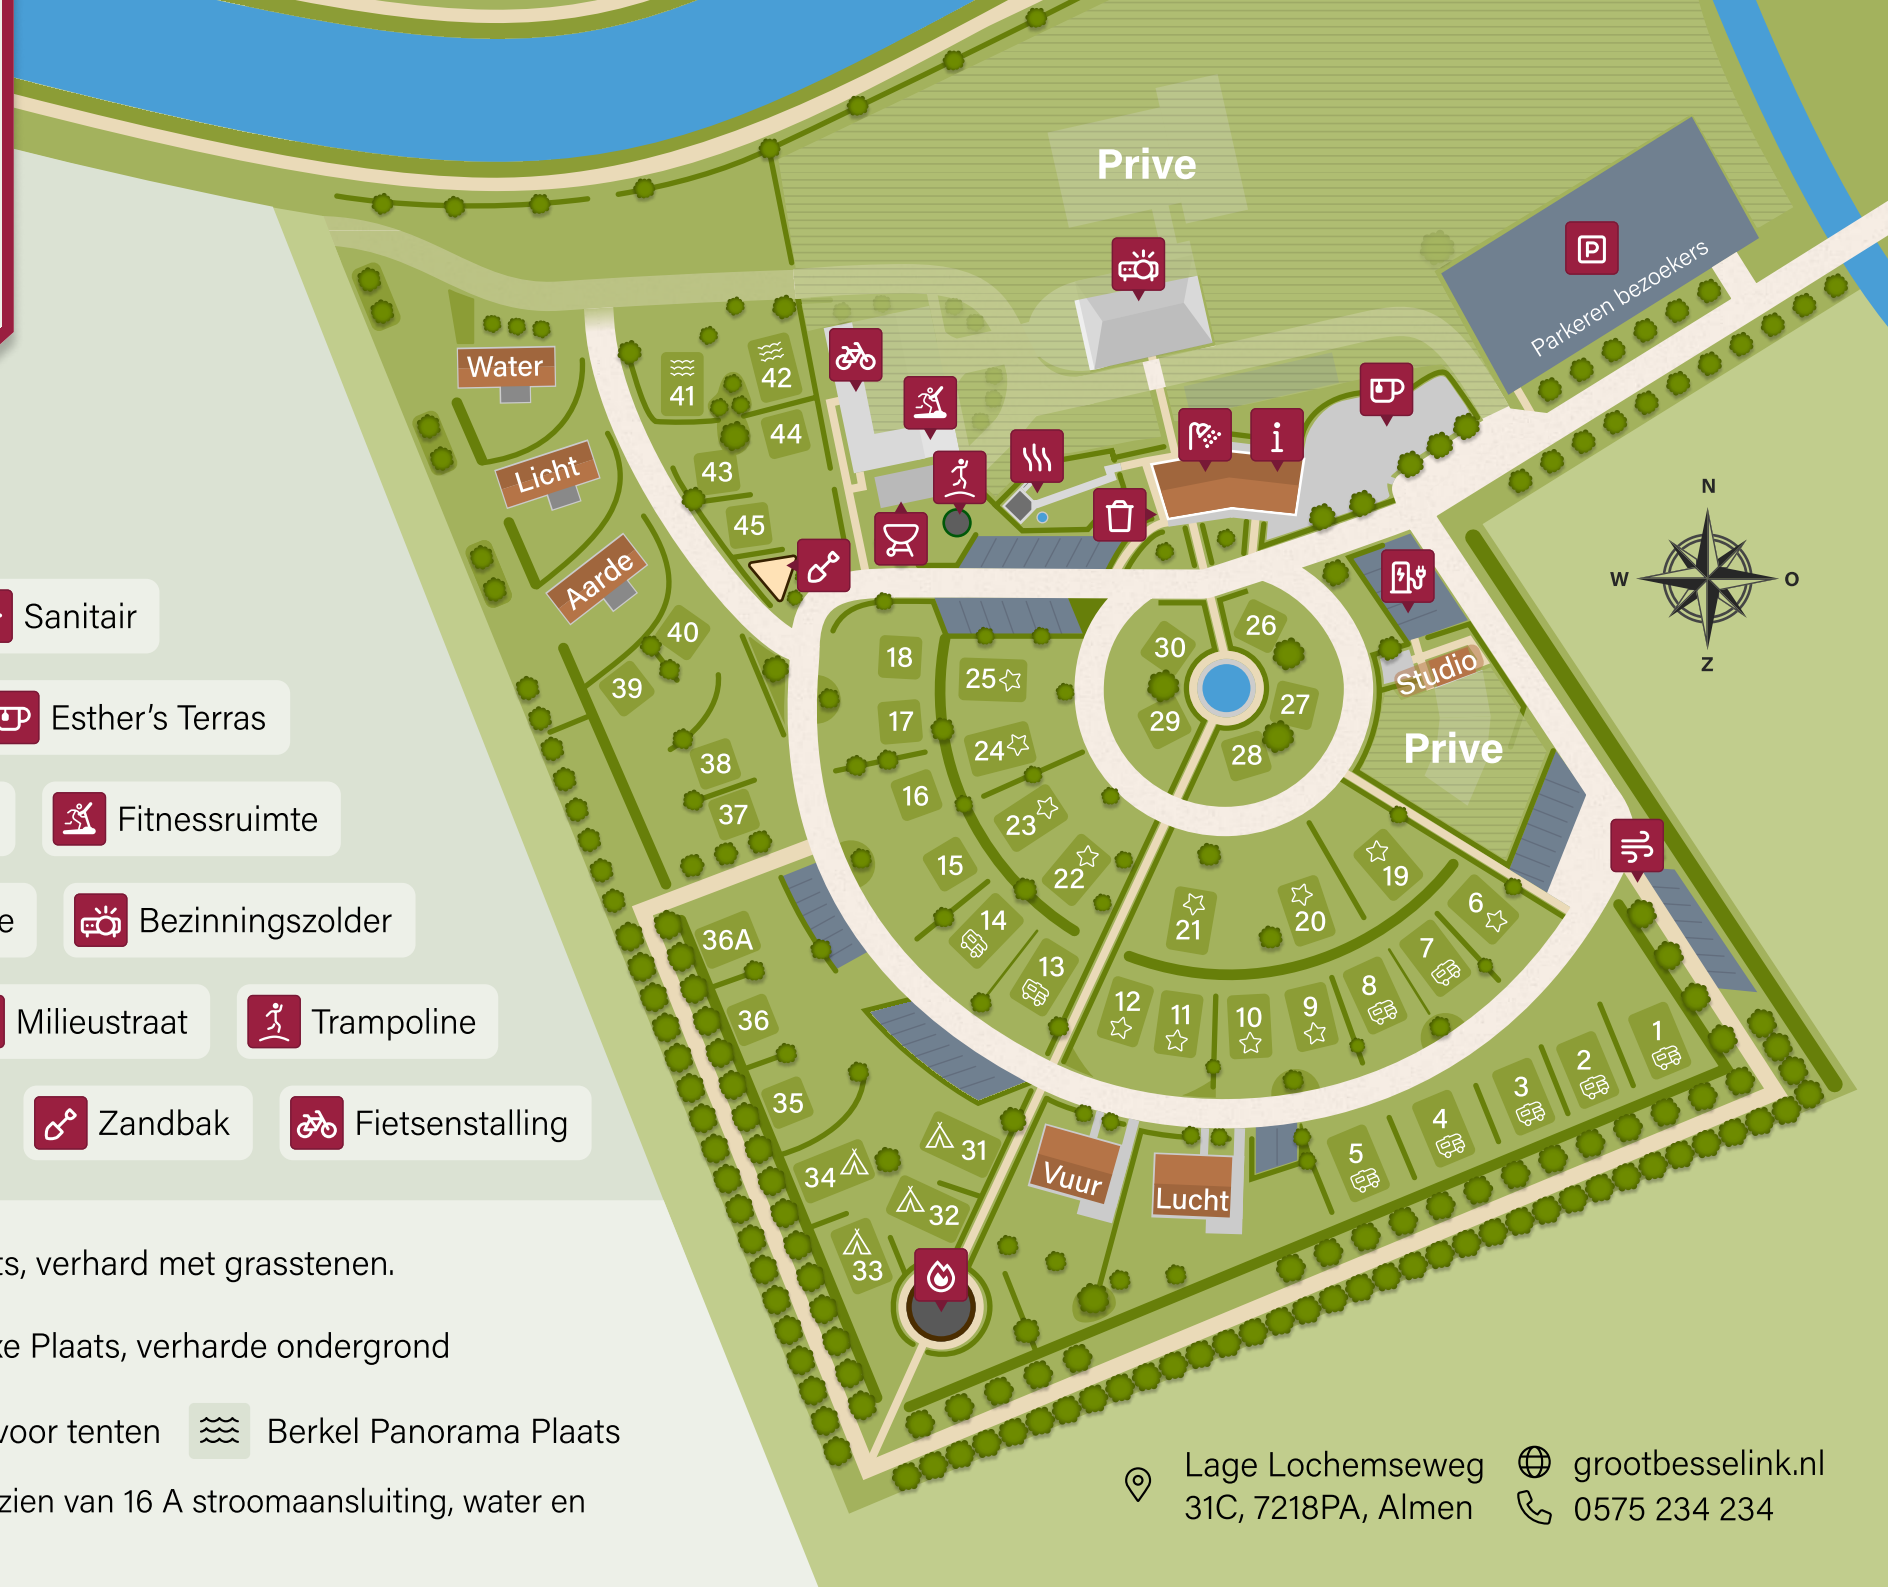 Prive
P
Parkeren bezoekers
Water
Licht
Aarde
41
42
44
43
45
i
N
W
O
Z
Studio
Prive
40
39
38
37
18
17
16
15
14
13
25
24
23
22
30
26
29
27
28
21
20
19
6
7
8
9
10
11
12
36A
36
35
34
33
32
31
Vuur
Lucht
5
4
3
2
1
Sanitair
Esther's Terras
Fitnessruimte
e
Bezinningszolder
Milieustraat
Trampoline
Zandbak
Fietsenstalling
ts, verhard met grasstenen.
xe Plaats, verharde ondergrond
voor tenten
Berkel Panorama Plaats
zien van 16 A stroomaansluiting, water en
Lage Lochemseweg
31C, 7218PA, Almen
grootbesselink.nl
0575 234 234